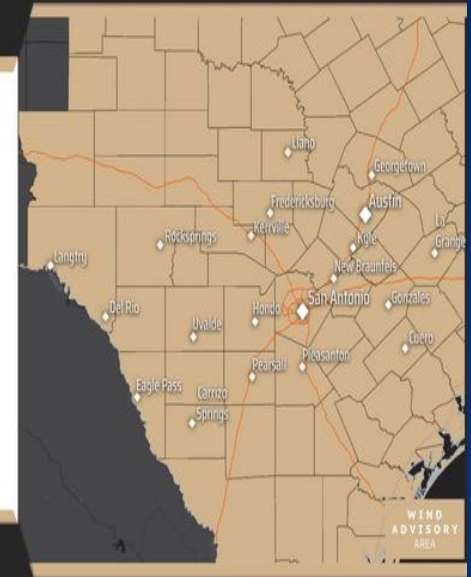 Llano
Georgetown
Fredericksburg
Austin
Kerrville
La
Grange
Rocksprings
Kyle
Langtry
New Braunfels
Del Rio
San Antonio
Gonzales
Hondo
Uvalde
Cuero
Pearsall
Pleasanton
Eagle Pass
Carrizo
Springs
WIND
ADVISORY
AREA